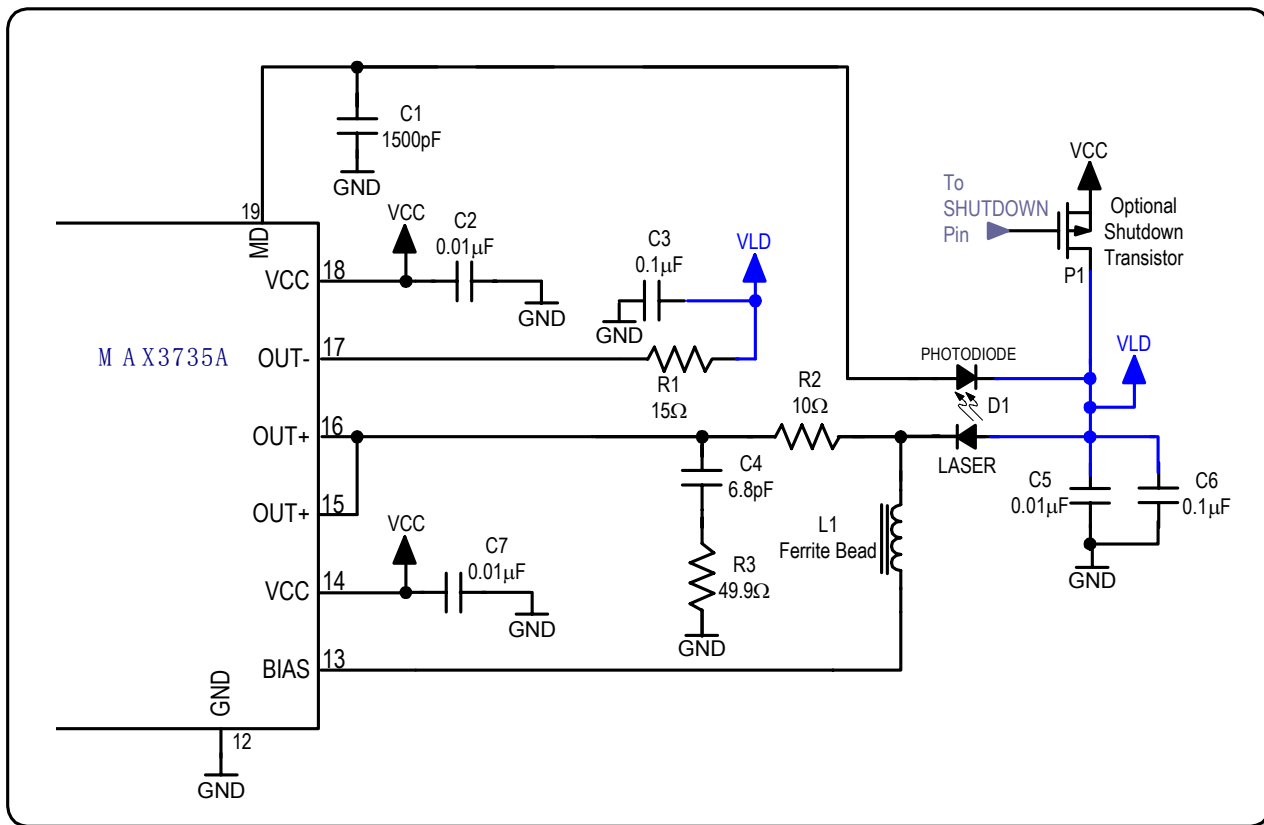 C1
1500pF
GND
VCC
To
SHUTDOWN
Pin
Optional
Shutdown
Transistor
P1
19
MD
VCC
C2
0.01µF
GND
C3
0.1µF
GND
VLD
VCC
18
MAX3735A
OUT-
17
R1
15Ω
PHOTODIODE
D1
VLD
OUT+
16
R2
10Ω
LASER
C4
6.8pF
C5
0.01µF
C6
0.1µF
GND
OUT+
15
L1
Ferrite Bead
VCC
C7
0.01µF
GND
R3
49.9Ω
GND
VCC
14
BIAS
13
GND
12
GND